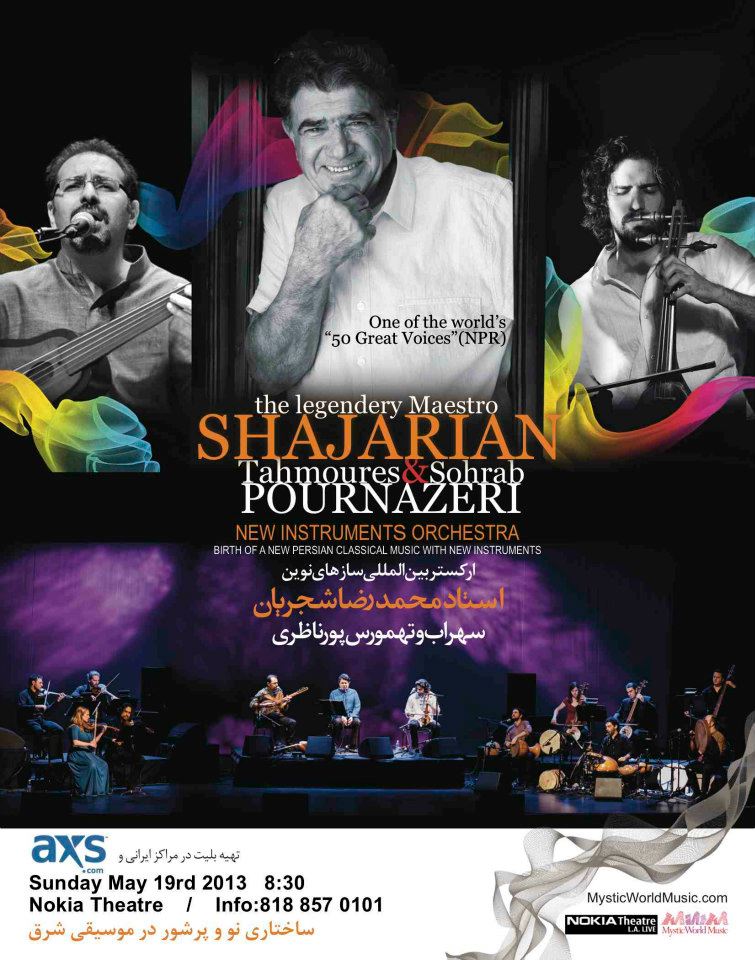 One of the world's
"50 Great Voices"(NPR)
the legendery Maestro
SHAJARIAN
Tahmoures & Sohrab
POURNAZERI
NEW INSTRUMENTS ORCHESTRA
BIRTH OF A NEW PERSIAN CLASSICAL MUSIC WITH NEW INSTRUMENTS
ارکستر بین‌المللی سازهای نوین
استاد محمدرضا شجریان
سهراب و تهمورس پورناظری
axs.com تهیه بلیت در مراکز ایرانی و
Sunday May 19rd 2013 8:30
Nokia Theatre / Info:818 857 0101
ساختاری نو و پرشور در موسیقی شرق
MysticWorldMusic.com
NOKIA Theatre
L.A. LIVE
MWM
Mystic World Music